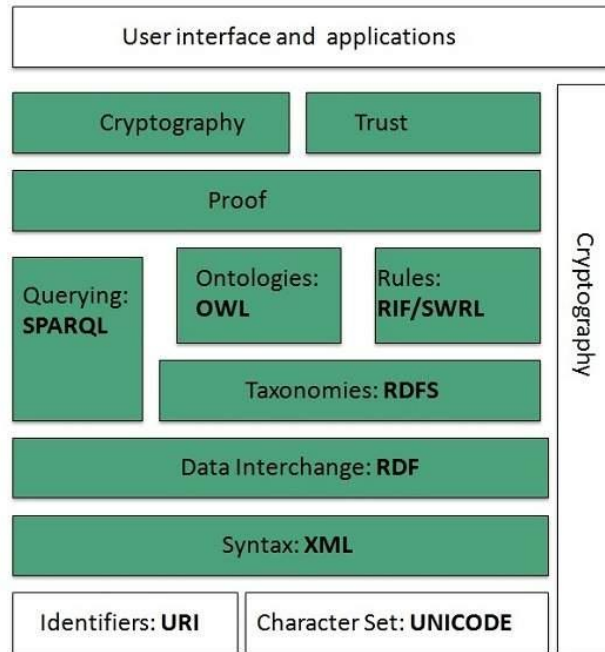 User interface and applications
Cryptography
Trust
Proof
Querying:
SPARQL
Ontologies:
OWL
Rules:
RIF/SWRL
Taxonomies: RDFS
Data Interchange: RDF
Syntax: XML
Identifiers: URI
Character Set: UNICODE
Cryptography